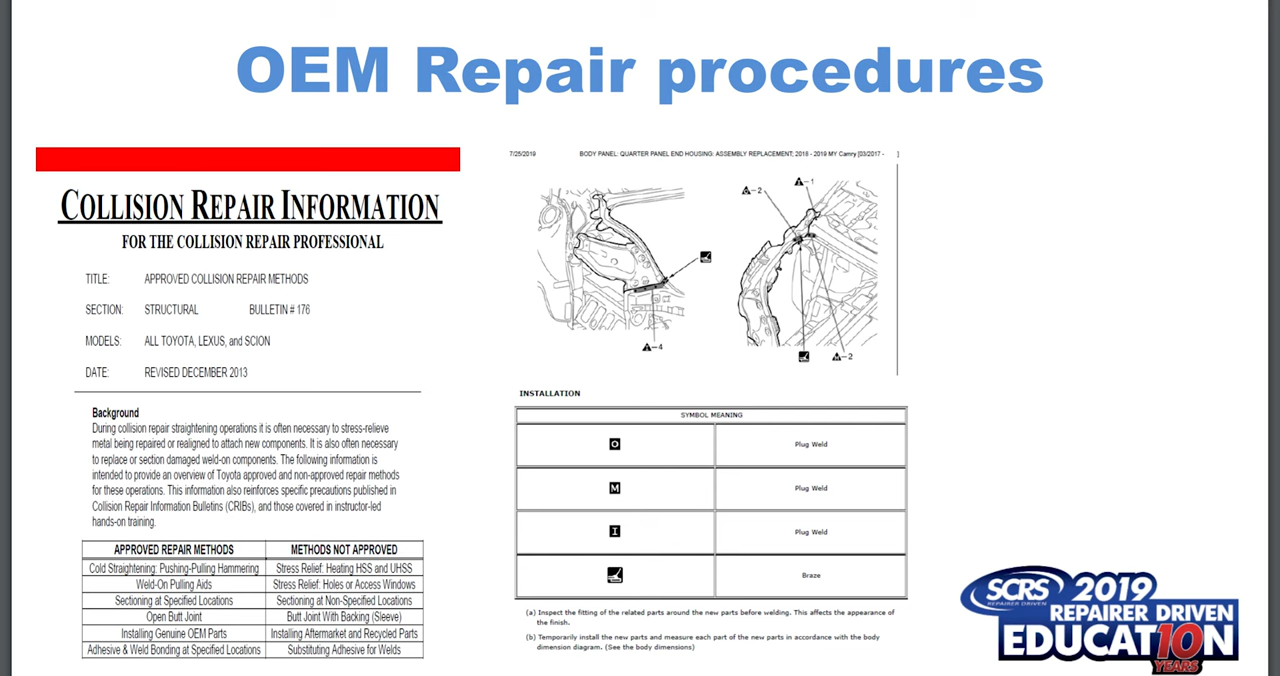 OEM Repair procedures
COLLISION REPAIR INFORMATION
FOR THE COLLISION REPAIR PROFESSIONAL
TITLE: APPROVED COLLISION REPAIR METHODS
SECTION: STRUCTURAL BULLETIN # 176
MODELS: ALL TOYOTA, LEXUS, and SCION
DATE: REVISED DECEMBER 2013
Background
During collision repair straightening operations it is often necessary to stress-relieve
metal being repaired or realigned to attach new components. It is also often necessary
to replace or section damaged weld-on components. The following information is
intended to provide an overview of Toyota approved and non-approved repair methods
for these operations. This information also reinforces specific precautions published in
Collision Repair Information Bulletins (CRIBs), and those covered in instructor-led
hands-on training.
APPROVED REPAIR METHODS METHODS NOT APPROVED
Cold Straightening: Pushing-Pulling Hammering Stress Relief: Heating HSS and UHSS
Weld-On Pulling Aids Stress Relief: Holes or Access Windows
Sectioning at Specified Locations Sectioning at Non-Specified Locations
Open Butt Joint Butt Joint With Backing (Sleeve)
Installing Genuine OEM Parts Installing Aftermarket and Recycled Parts
Adhesive & Weld Bonding at Specified Locations Substituting Adhesive for Welds
7/25/2019 BODY PANEL: QUARTER PANEL END HOUSING: ASSEMBLY REPLACEMENT; 2018 - 2019 MY Camry [03/2017 - ]
-2 -1
-4 -2
INSTALLATION
SYMBOL MEANING
O Plug Weld
M Plug Weld
I Plug Weld
Braze
(a) Inspect the fitting of the related parts around the new parts before welding. This affects the appearance of
the finish.
(b) Temporarily install the new parts and measure each part of the new parts in accordance with the body
dimension diagram. (See the body dimensions)
SCRS 2019
REPAIRER DRIVEN
REPAIRER DRIVEN
EDUCATION
10
YEARS